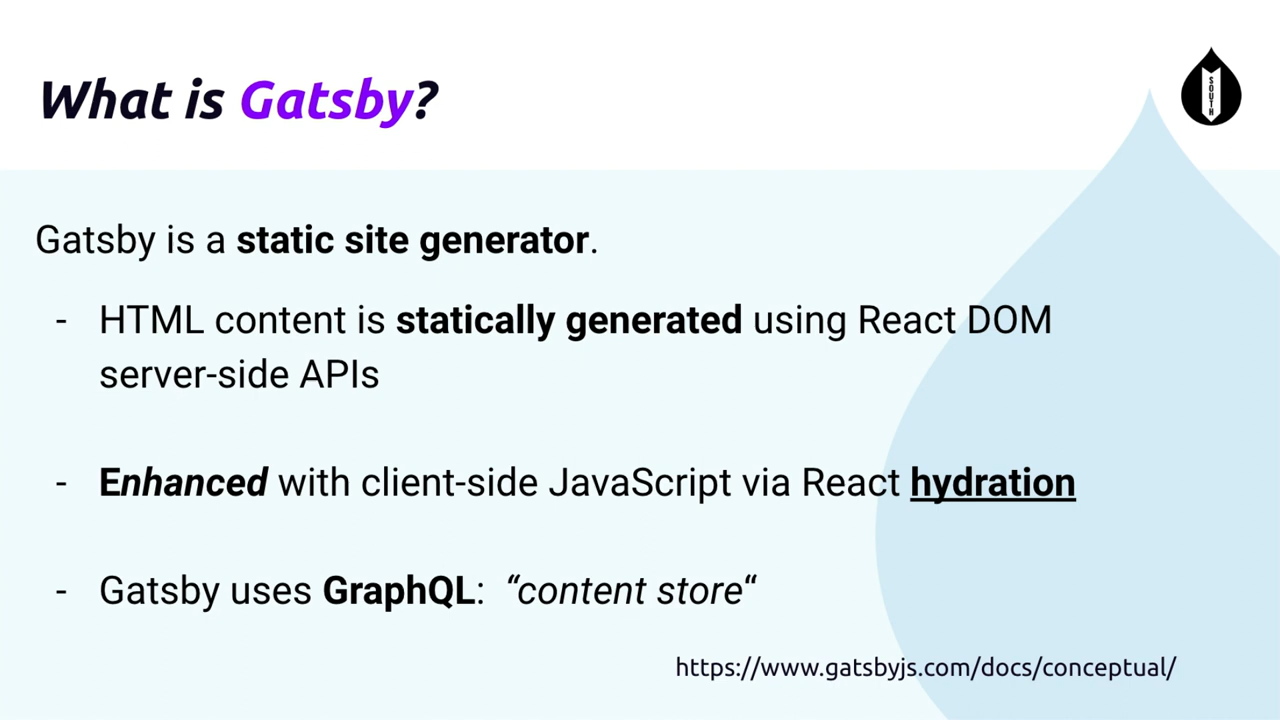 What is Gatsby?
SOUTH
Gatsby is a static site generator.
- HTML content is statically generated using React DOM
server-side APIs
- Enhanced with client-side JavaScript via React hydration
- Gatsby uses GraphQL: “content store“
https://www.gatsbyjs.com/docs/conceptual/